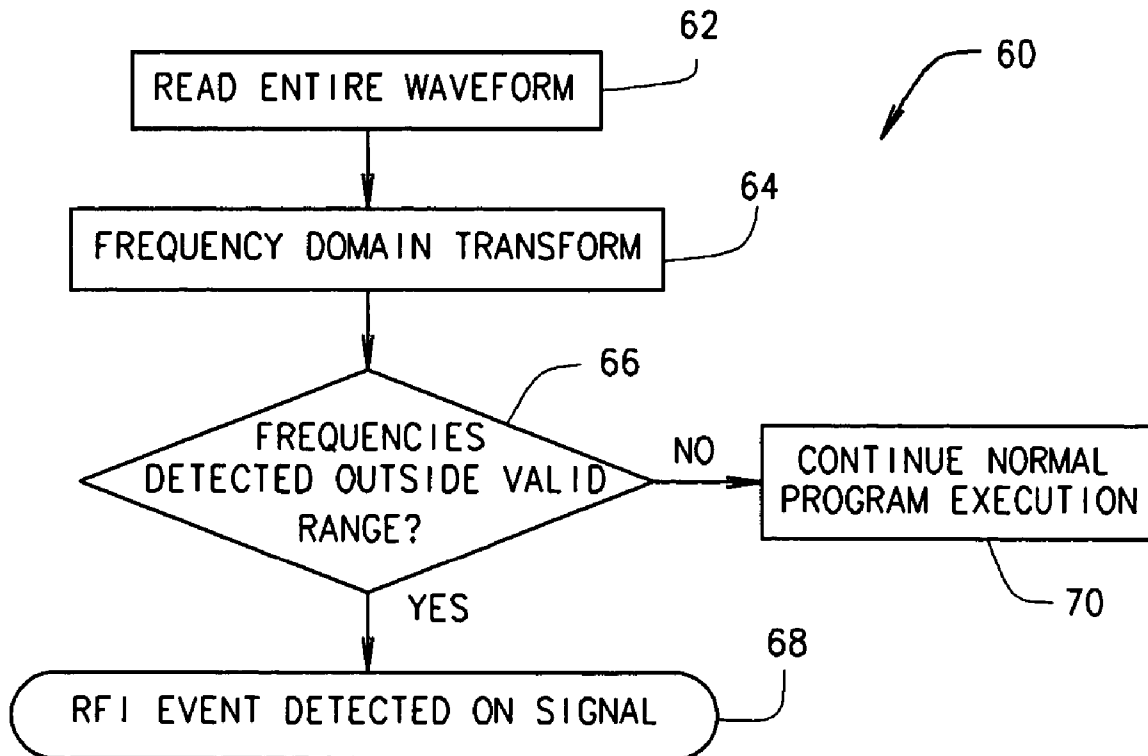 62
60
READ ENTIRE WAVEFORM
64
FREQUENCY DOMAIN TRANSFORM
66
FREQUENCIES
DETECTED OUTSIDE VALID
RANGE?
NO
CONTINUE NORMAL
PROGRAM EXECUTION
70
YES
68
RFI EVENT DETECTED ON SIGNAL